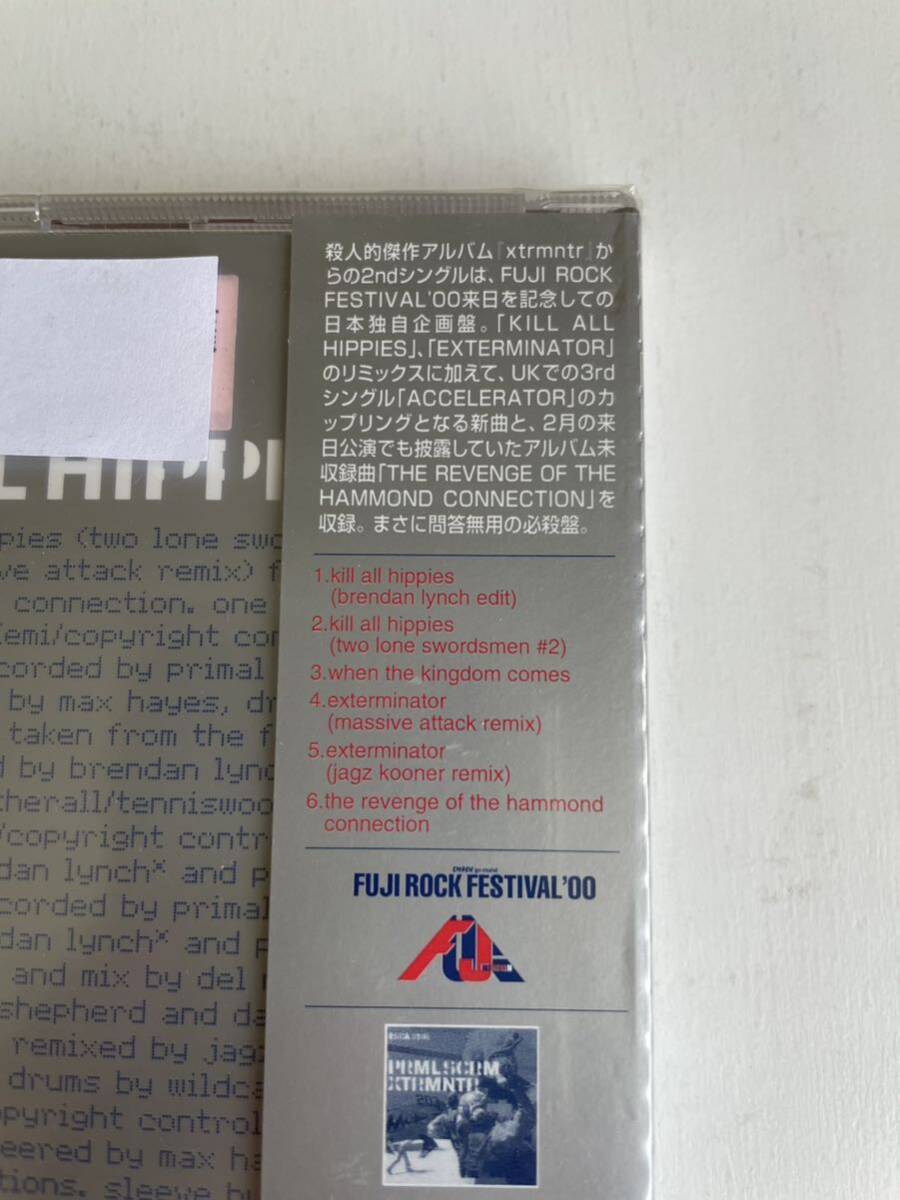 殺人的傑作アルバム『xtrmntr』か
らの2ndシングルは、FUJI ROCK
FESTIVAL'00来日を記念しての
日本独自企画盤。「KILL ALL
HIPPIES」、「EXTERMINATOR」
のリミックスに加えて、UKでの3rd
シングル「ACCELERATOR」のカ
ップリングとなる新曲と、2月の来
日公演でも披露していたアルバム未
収録曲「THE REVENGE OF THE
HAMMOND CONNECTION」を
収録。まさに問答無用の必殺盤。
1.kill all hippies
(brendan lynch edit)
2.kill all hippies
(two lone swordsmen #2)
3.when the kingdom comes
4.exterminator
(massive attack remix)
5.exterminator
(jagz kooner remix)
6.the revenge of the hammond
connection
FUJI ROCK FESTIVAL'00
PRMLSCRM
XTRMNTR
L HIPPI
pies (two lone swo
ve attack remix) f
connection. one
(emi/copyright con
corded by primal
by max hayes, dr
taken from the f
d by brendan lync
therall/tenniswoo
/copyright contr
dan lynch* and p
corded by primal
dan lynch* and p
and mix by del
shepherd and da
remixed by jagz
drums by wildca
pyright control
eered by max ha
tions. sleeve by